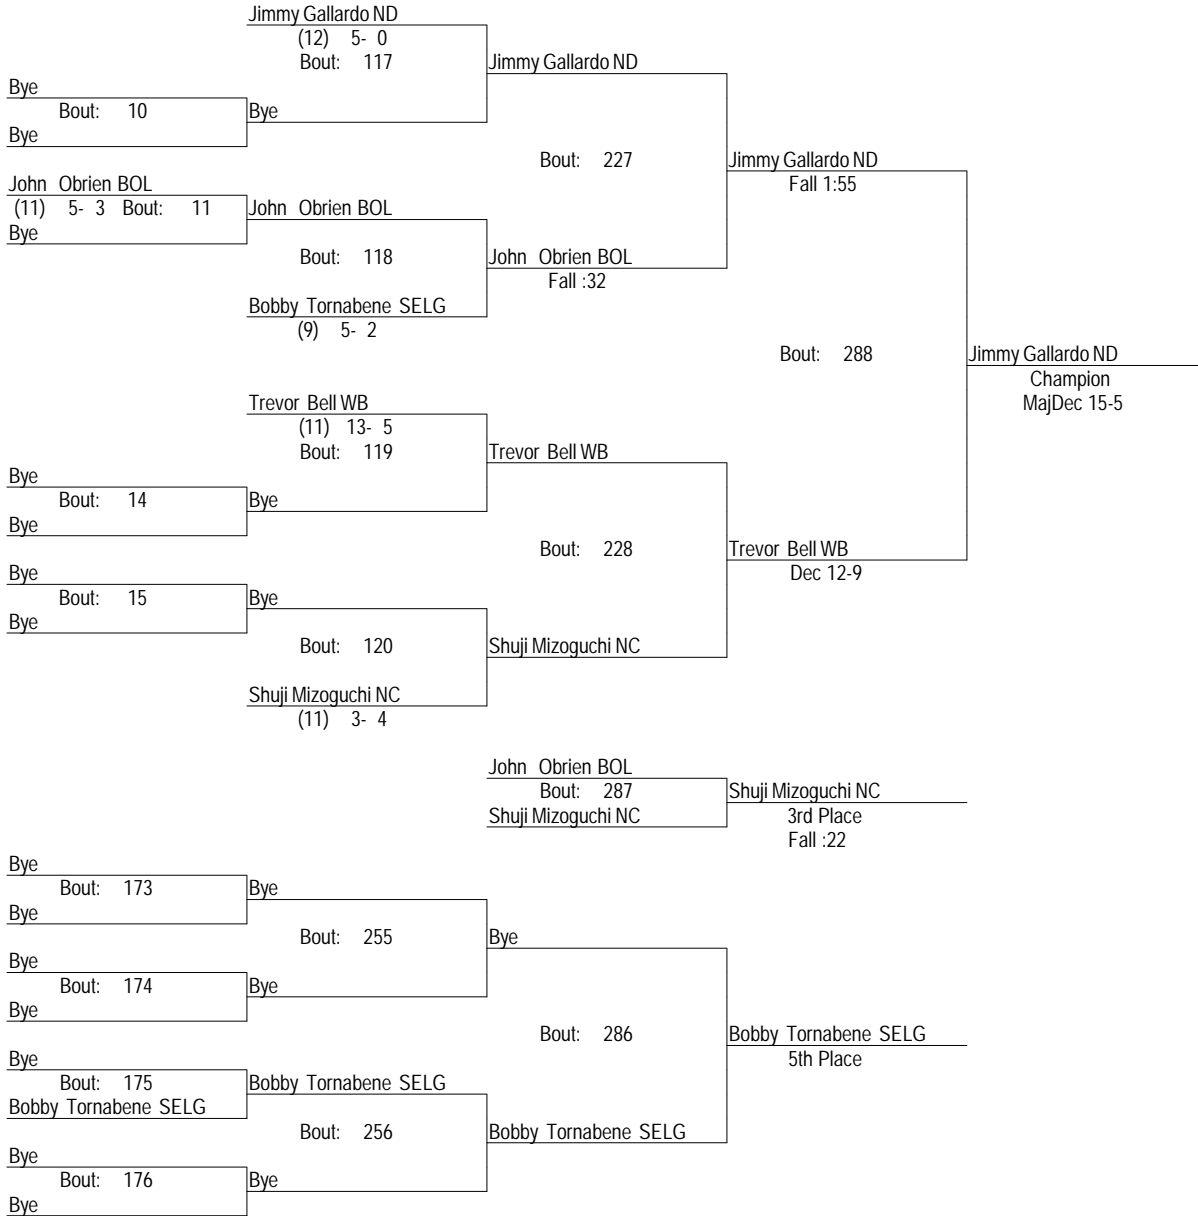 Jimmy Gallardo ND
(12) 5- 0
Bout: 117
Jimmy Gallardo ND
Bye
Bout: 10
Bye
Bye
Bout: 227
Jimmy Gallardo ND
Fall 1:55
John Obrien BOL
(11) 5- 3 Bout: 11
John Obrien BOL
Bye
Bout: 118
John Obrien BOL
Fall :32
Bobby Tornabene SELG
(9) 5- 2
Bout: 288
Jimmy Gallardo ND
Champion
MajDec 15-5
Trevor Bell WB
(11) 13- 5
Bout: 119
Trevor Bell WB
Bye
Bout: 14
Bye
Bye
Bout: 228
Trevor Bell WB
Dec 12-9
Bye
Bout: 15
Bye
Bye
Bout: 120
Shuji Mizoguchi NC
Shuji Mizoguchi NC
(11) 3- 4
John Obrien BOL
Bout: 287
Shuji Mizoguchi NC
Shuji Mizoguchi NC
3rd Place
Fall :22
Bye
Bout: 173
Bye
Bye
Bout: 255
Bye
Bye
Bout: 174
Bye
Bye
Bout: 286
Bobby Tornabene SELG
5th Place
Bye
Bout: 175
Bobby Tornabene SELG
Bobby Tornabene SELG
Bout: 256
Bobby Tornabene SELG
Bye
Bout: 176
Bye
Bye